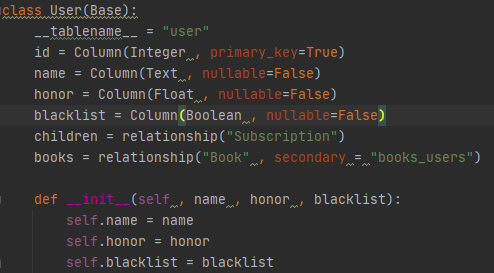 class User(Base):
    __tablename__ = "user"
    id = Column(Integer , primary_key=True)
    name = Column(Text , nullable=False)
    honor = Column(Float , nullable=False)
    blacklist = Column(Boolean , nullable=False)
    children = relationship("Subscription")
    books = relationship("Book" , secondary = "books_users")

    def __init__(self , name , honor , blacklist):
        self.name = name
        self.honor = honor
        self.blacklist = blacklist